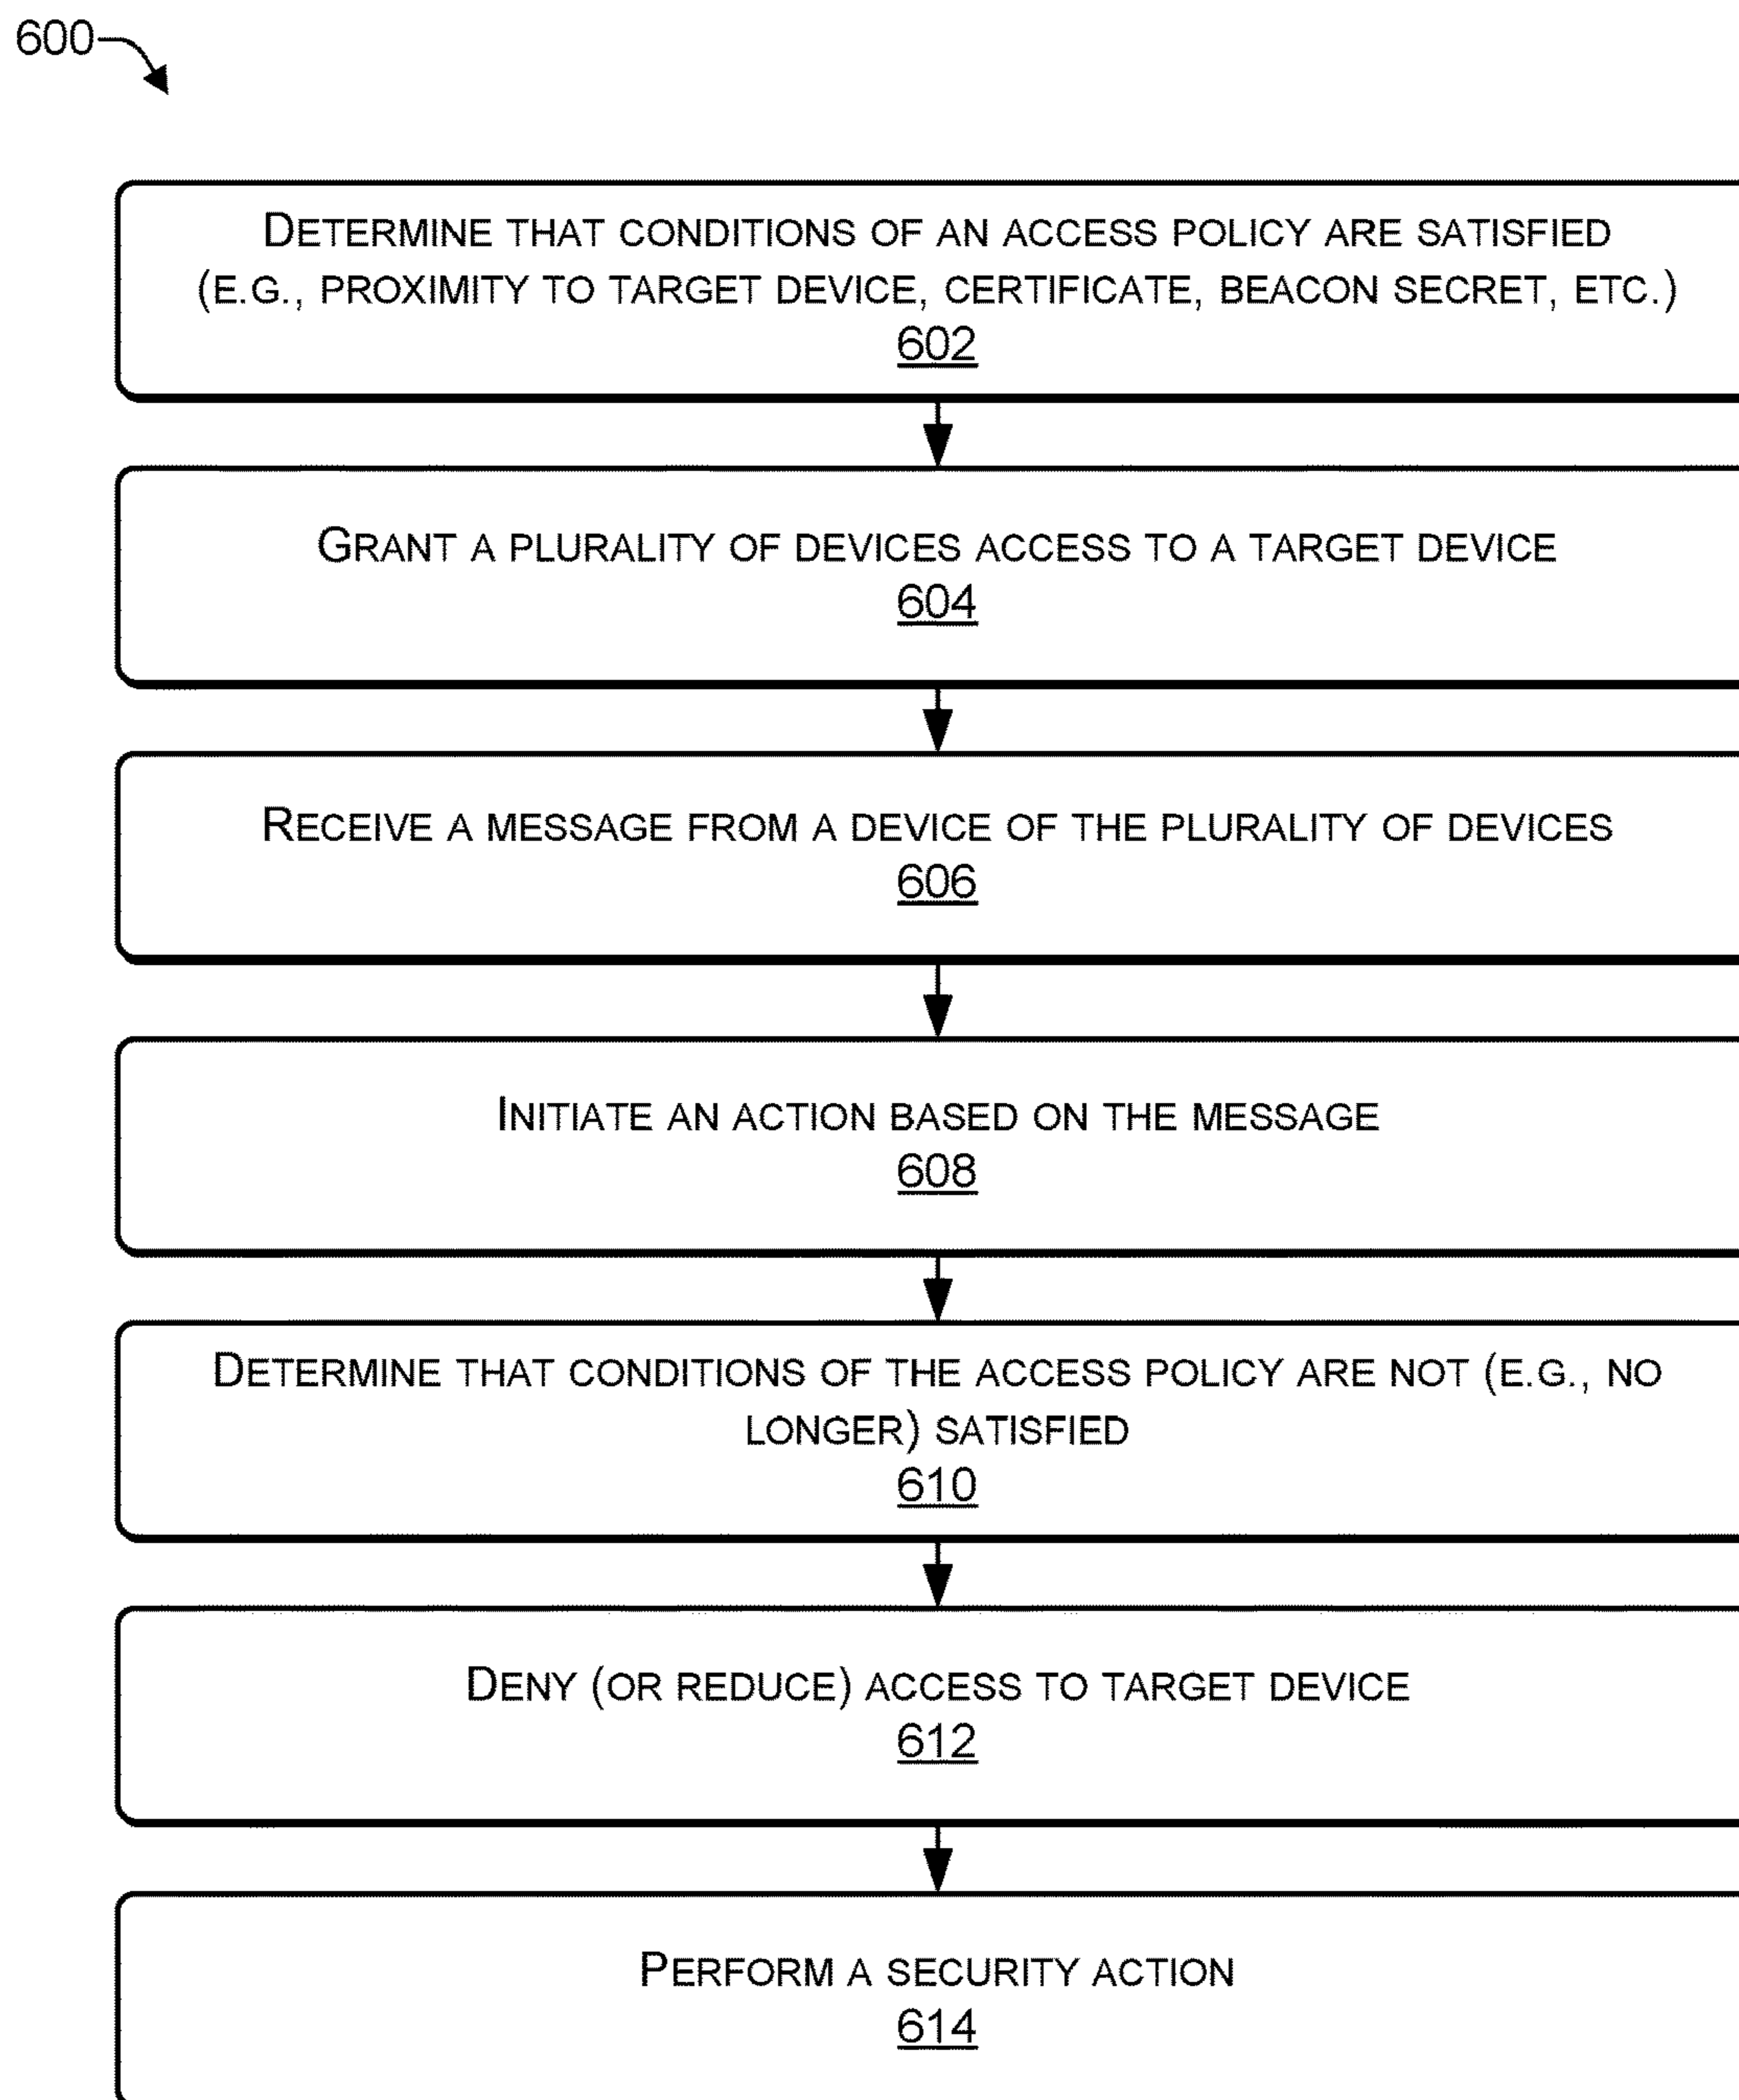 600
DETERMINE THAT CONDITIONS OF AN ACCESS POLICY ARE SATISFIED
(E.G., PROXIMITY TO TARGET DEVICE, CERTIFICATE, BEACON SECRET, ETC.)
602
GRANT A PLURALITY OF DEVICES ACCESS TO A TARGET DEVICE
604
RECEIVE A MESSAGE FROM A DEVICE OF THE PLURALITY OF DEVICES
606
INITIATE AN ACTION BASED ON THE MESSAGE
608
DETERMINE THAT CONDITIONS OF THE ACCESS POLICY ARE NOT (E.G., NO
LONGER) SATISFIED
610
DENY (OR REDUCE) ACCESS TO TARGET DEVICE
612
PERFORM A SECURITY ACTION
614